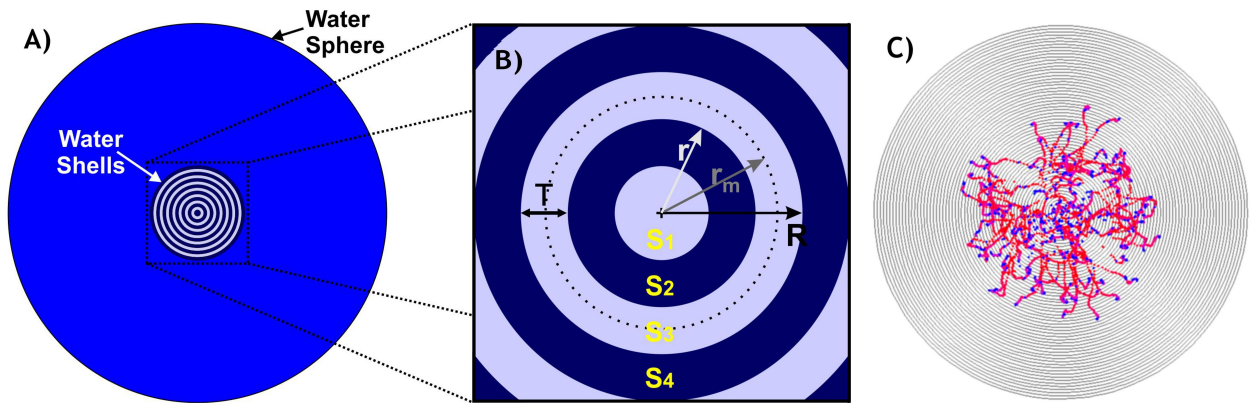 A)
Water
Sphere
Water
Shells
B)
r
rm
T
R
S1
S2
S3
S4
C)